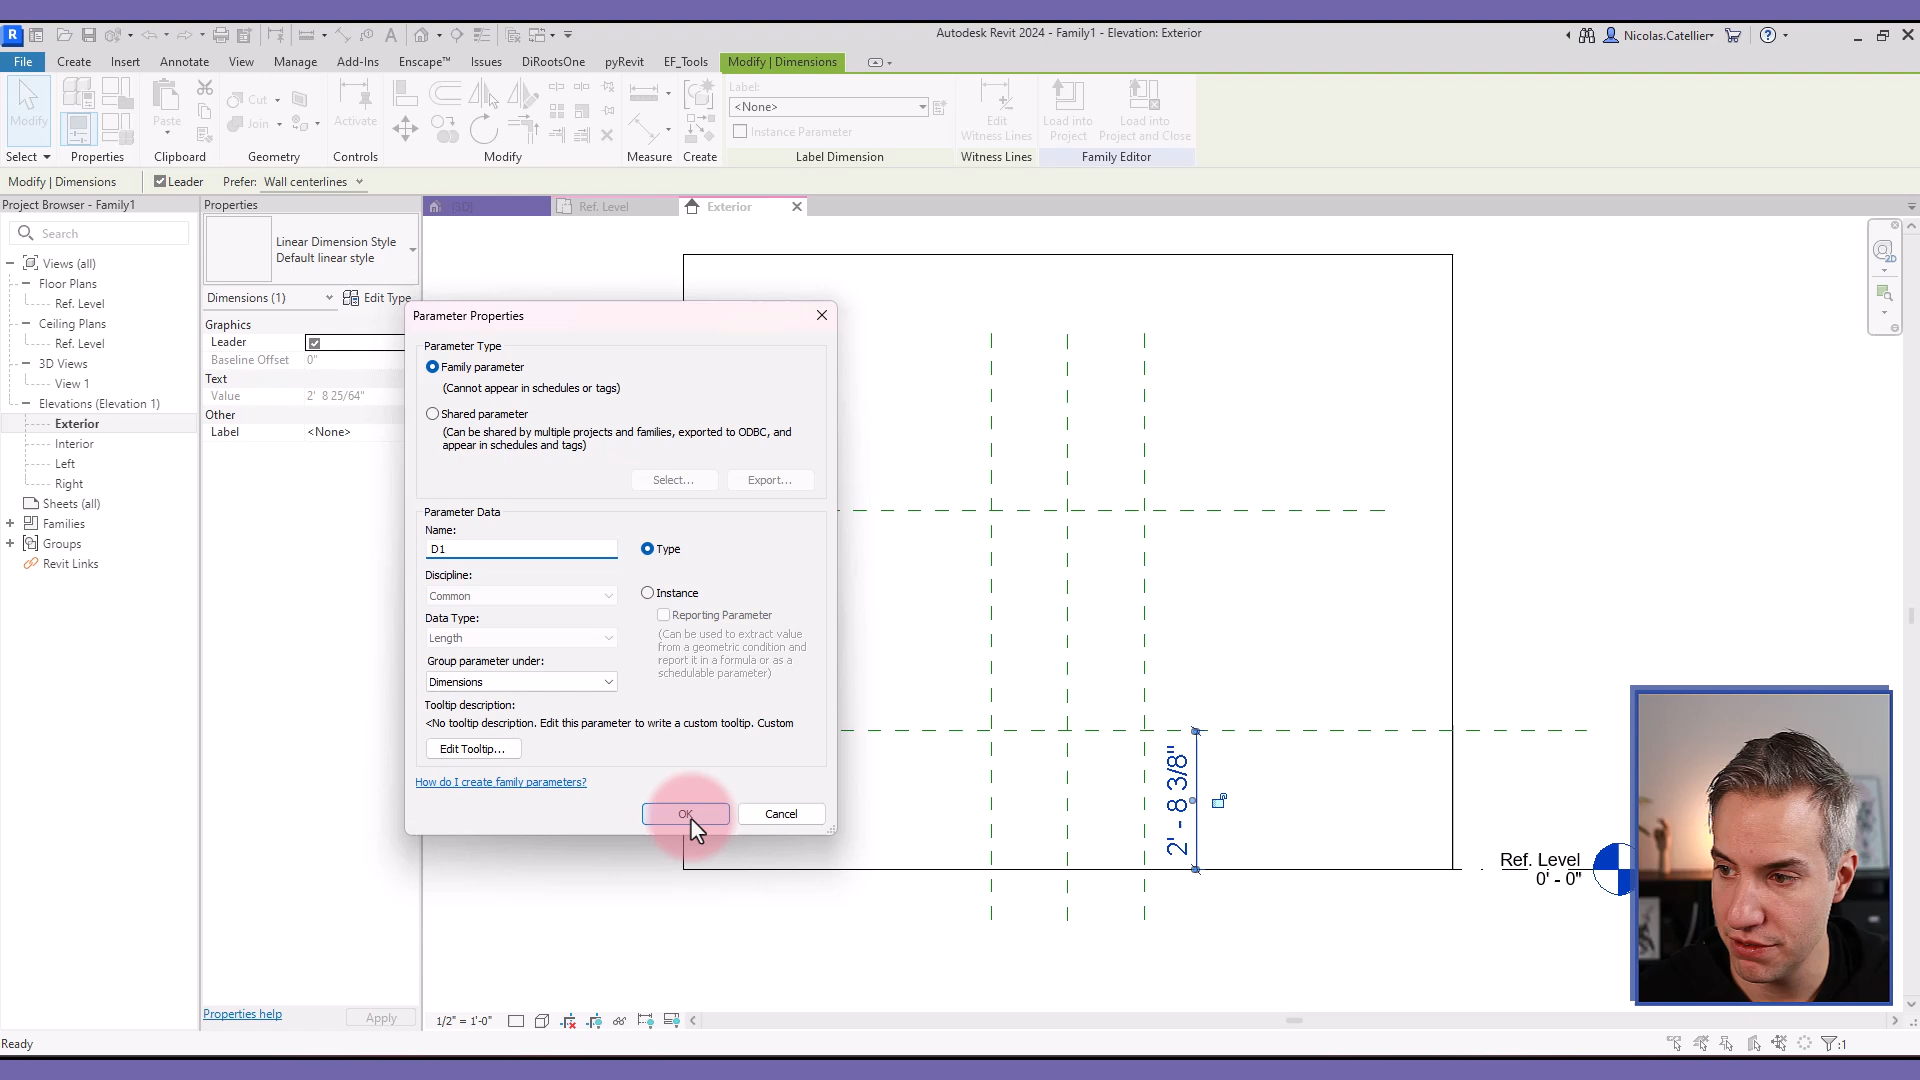 Autodesk Revit 2024 - Family1 - Elevation: Exterior
Nicolas.Catellier
File Create Insert Annotate View Manage Add-Ins Enscape™ Issues DiRootsOne pyRevit EF_Tools Modify | Dimensions
Modify
Paste
Cut
Join
Activate
Label:
<None>
Instance Parameter
Edit
Witness Lines
Load into
Project
Load into
Project and Close
Select Properties Clipboard Geometry Controls Modify Measure Create Label Dimension Witness Lines Family Editor
Modify | Dimensions Leader Prefer: Wall centerlines
Project Browser - Family1
Search
Views (all)
Floor Plans
Ref. Level
Ceiling Plans
Ref. Level
3D Views
View 1
Elevations (Elevation 1)
Exterior
Interior
Left
Right
Sheets (all)
Families
Groups
Revit Links
Properties
Linear Dimension Style
Default linear style
Dimensions (1) Edit Type
Graphics
Leader
Baseline Offset 0"
Text
Value 2' 8 25/64"
Other
Label <None>
Properties help Apply
{3D} Ref. Level Exterior
Parameter Properties
Parameter Type
Family parameter
(Cannot appear in schedules or tags)
Shared parameter
(Can be shared by multiple projects and families, exported to ODBC, and
appear in schedules and tags)
Select... Export...
Parameter Data
Name:
D1
Type
Discipline:
Common
Instance
Data Type:
Reporting Parameter
Length
(Can be used to extract value
from a geometric condition and
report it in a formula or as a
schedulable parameter)
Group parameter under:
Dimensions
Tooltip description:
<No tooltip description. Edit this parameter to write a custom tooltip. Custom
Edit Tooltip...
How do I create family parameters?
OK Cancel
2' - 8 3/8"
Ref. Level
0' - 0"
2D
1/2" = 1'-0"
Ready
:1